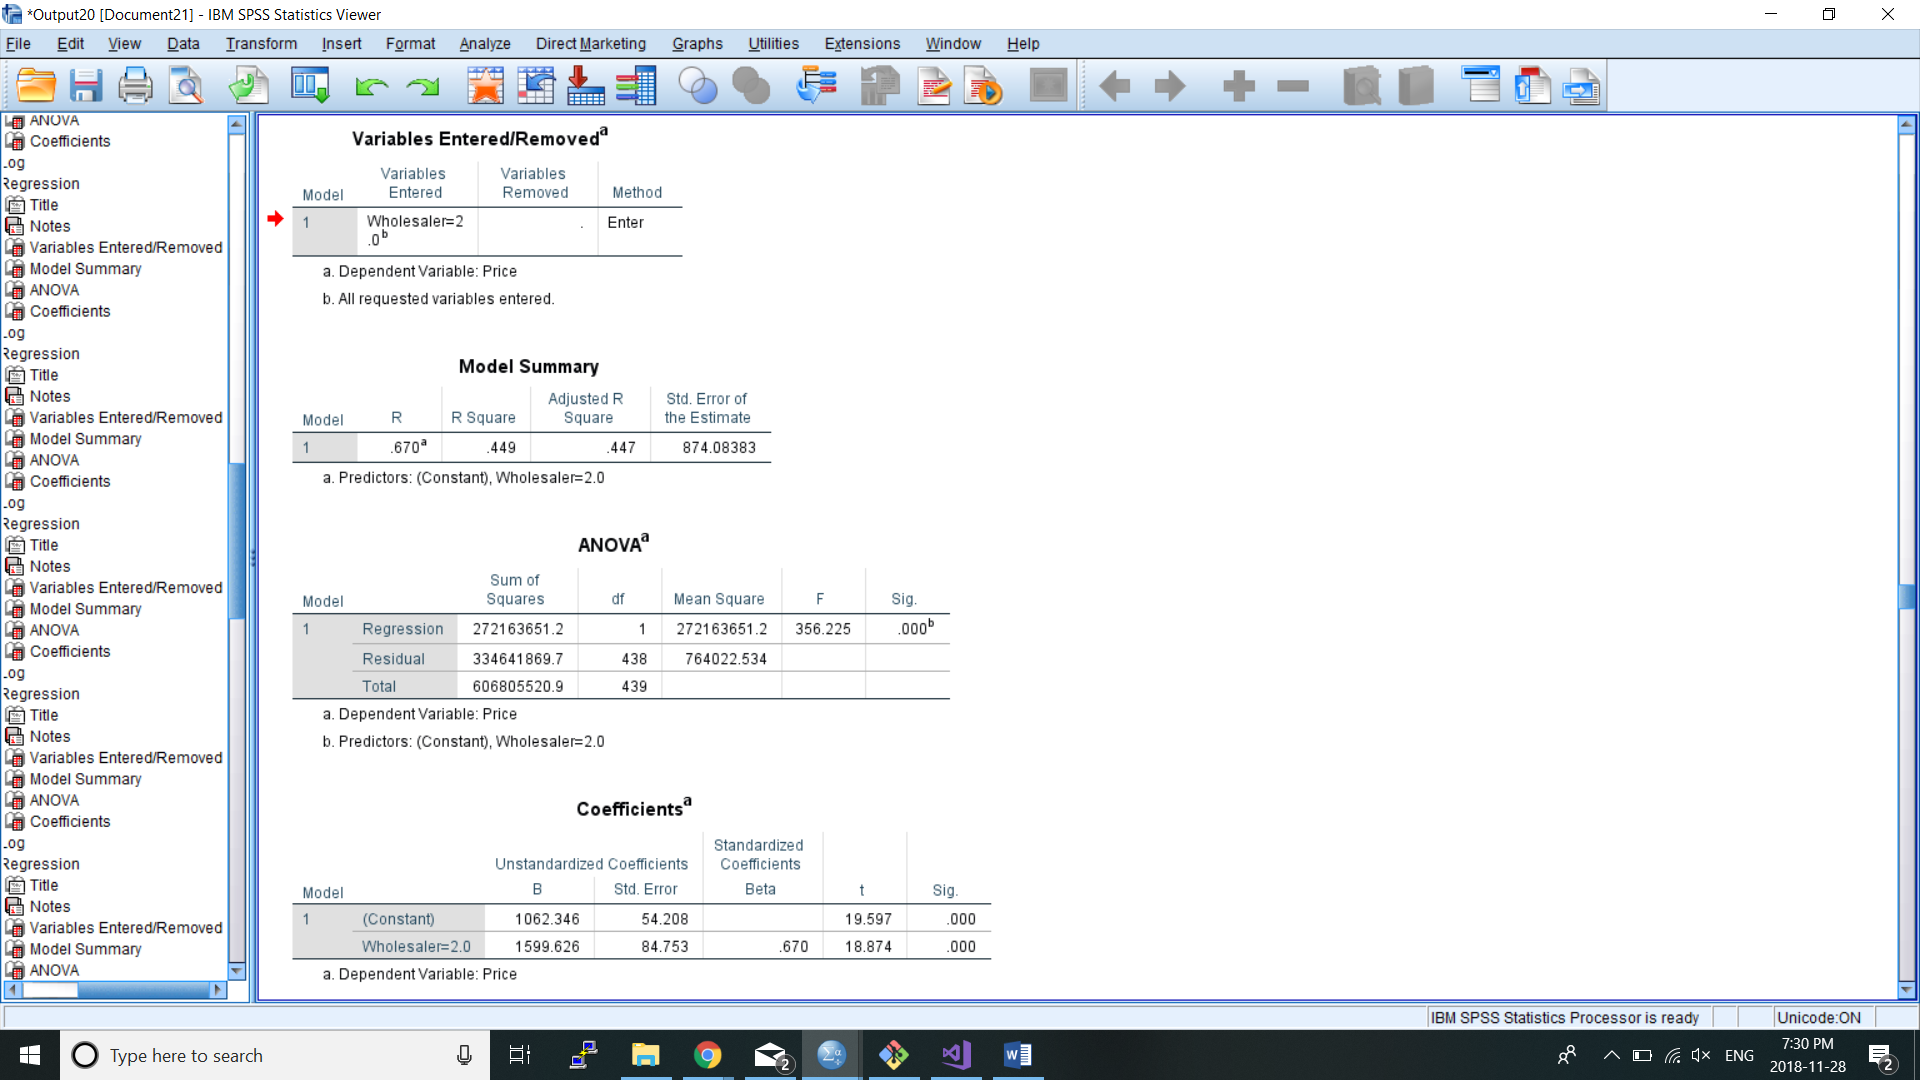 *Output20 [Document21] - IBM SPSS Statistics Viewer
File Edit View Data Transform Insert Format Analyze Direct Marketing Graphs Utilities Extensions Window Help
ANOVA
Coefficients
Log
Regression
Title
Notes
Variables Entered/Removed
Model Summary
ANOVA
Coefficients
Log
Regression
Title
Notes
Variables Entered/Removed
Model Summary
ANOVA
Coefficients
Log
Regression
Title
Notes
Variables Entered/Removed
Model Summary
ANOVA
Coefficients
Log
Regression
Title
Notes
Variables Entered/Removed
Model Summary
ANOVA
Coefficients
Log
Regression
Title
Notes
Variables Entered/Removed
Model Summary
ANOVA
Variables Entered/Removedᵃ
Variables Variables
Model Entered Removed Method
1 Wholesaler=2 . Enter
.0ᵇ
a. Dependent Variable: Price
b. All requested variables entered.
Model Summary
Adjusted R Std. Error of
Model R R Square Square the Estimate
1 .670ᵃ .449 .447 874.08383
a. Predictors: (Constant), Wholesaler=2.0
ANOVAᵃ
Sum of
Model Squares df Mean Square F Sig.
1 Regression 272163651.2 1 272163651.2 356.225 .000ᵇ
Residual 334641869.7 438 764022.534
Total 606805520.9 439
a. Dependent Variable: Price
b. Predictors: (Constant), Wholesaler=2.0
Coefficientsᵃ
Standardized
Unstandardized Coefficients Coefficients
Model B Std. Error Beta t Sig.
1 (Constant) 1062.346 54.208 19.597 .000
Wholesaler=2.0 1599.626 84.753 .670 18.874 .000
a. Dependent Variable: Price
IBM SPSS Statistics Processor is ready Unicode:ON
Type here to search
2
ENG
7:30 PM
2018-11-28
2